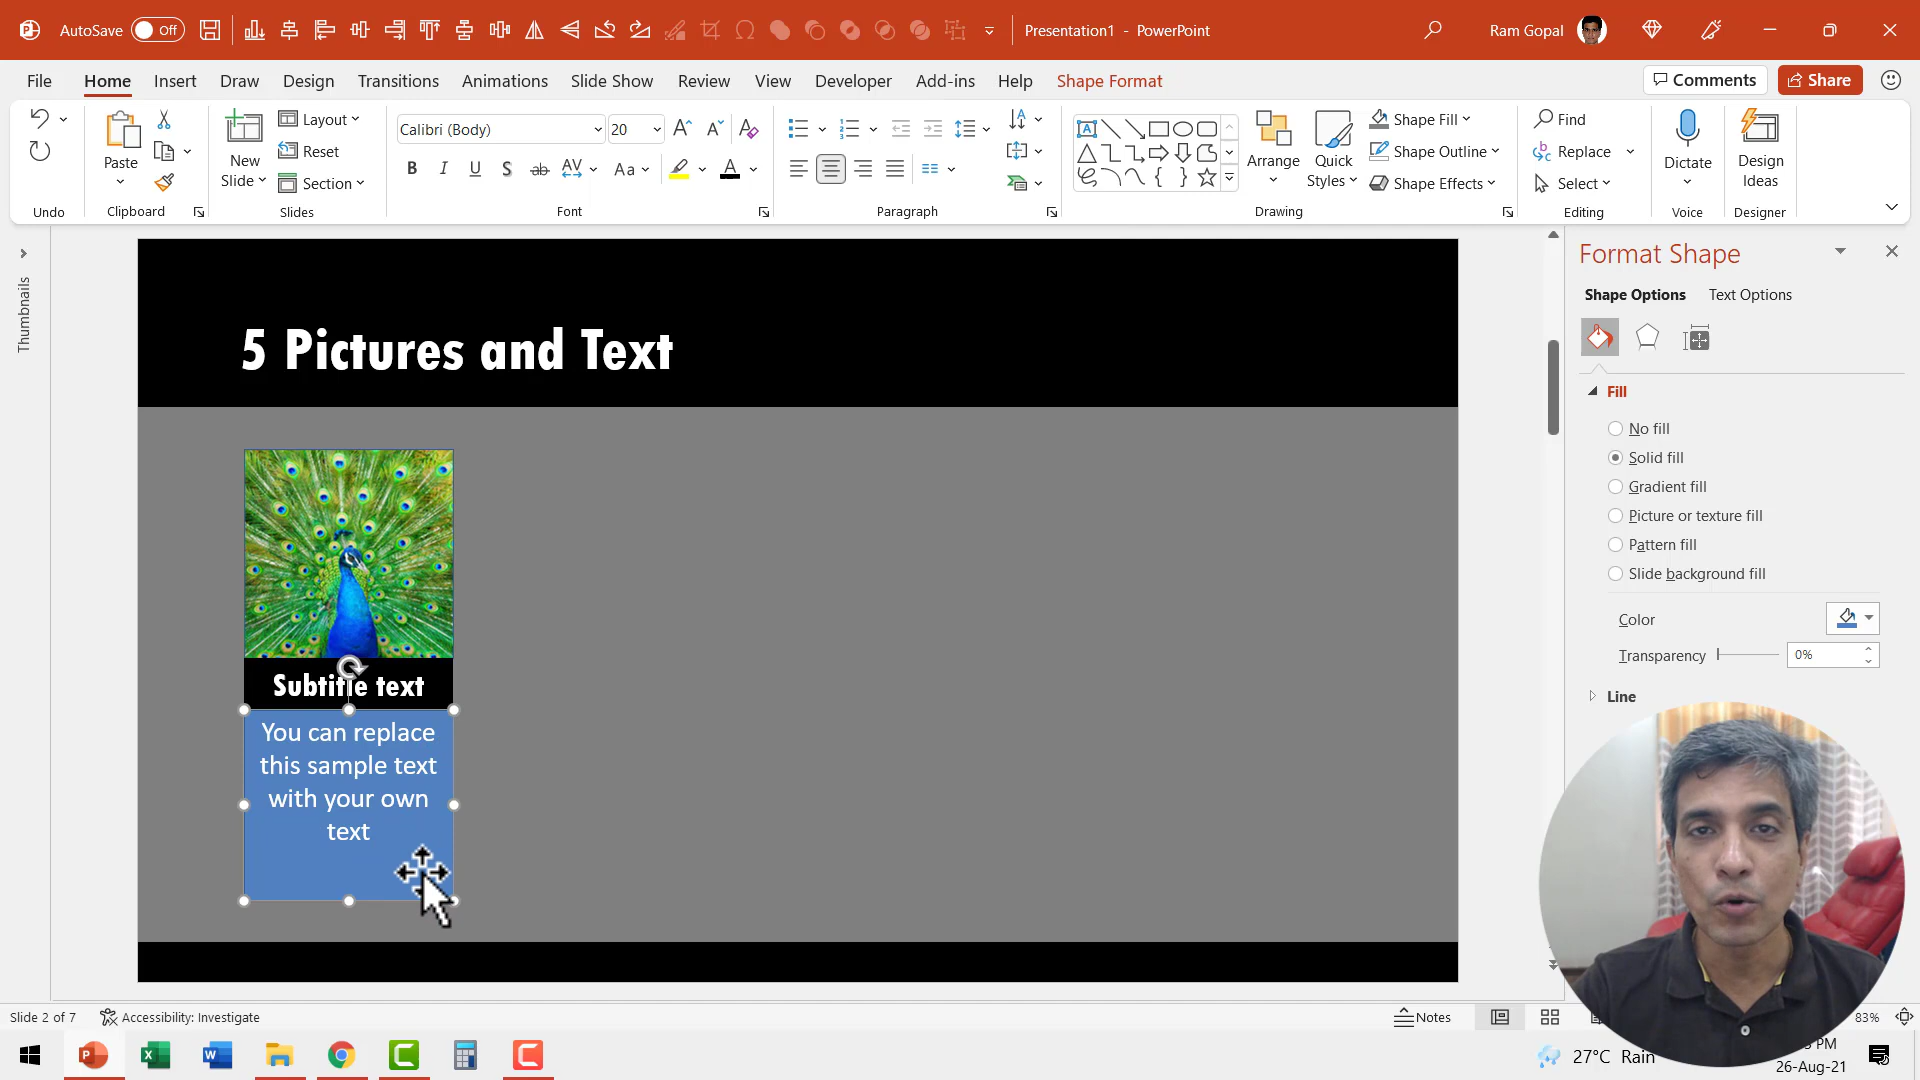 AutoSave Off Presentation1 - PowerPoint Ram Gopal
File Home Insert Draw Design Transitions Animations Slide Show Review View Developer Add-ins Help Shape Format Comments Share
Undo
Paste
Clipboard
New Slide
Layout
Reset
Section
Slides
Calibri (Body) 20
B I U S ab AV Aa A
Font
Paragraph
Arrange
Quick Styles
Shape Fill
Shape Outline
Shape Effects
Drawing
Find
Replace
Select
Editing
Dictate
Voice
Design Ideas
Designer
Thumbnails
5 Pictures and Text
Subtitle text
You can replace
this sample text
with your own
text
Format Shape
Shape Options Text Options
Fill
No fill
Solid fill
Gradient fill
Picture or texture fill
Pattern fill
Slide background fill
Color
Transparency 0%
Line
Slide 2 of 7 Accessibility: Investigate Notes 83%
27°C Rain PM
26-Aug-21